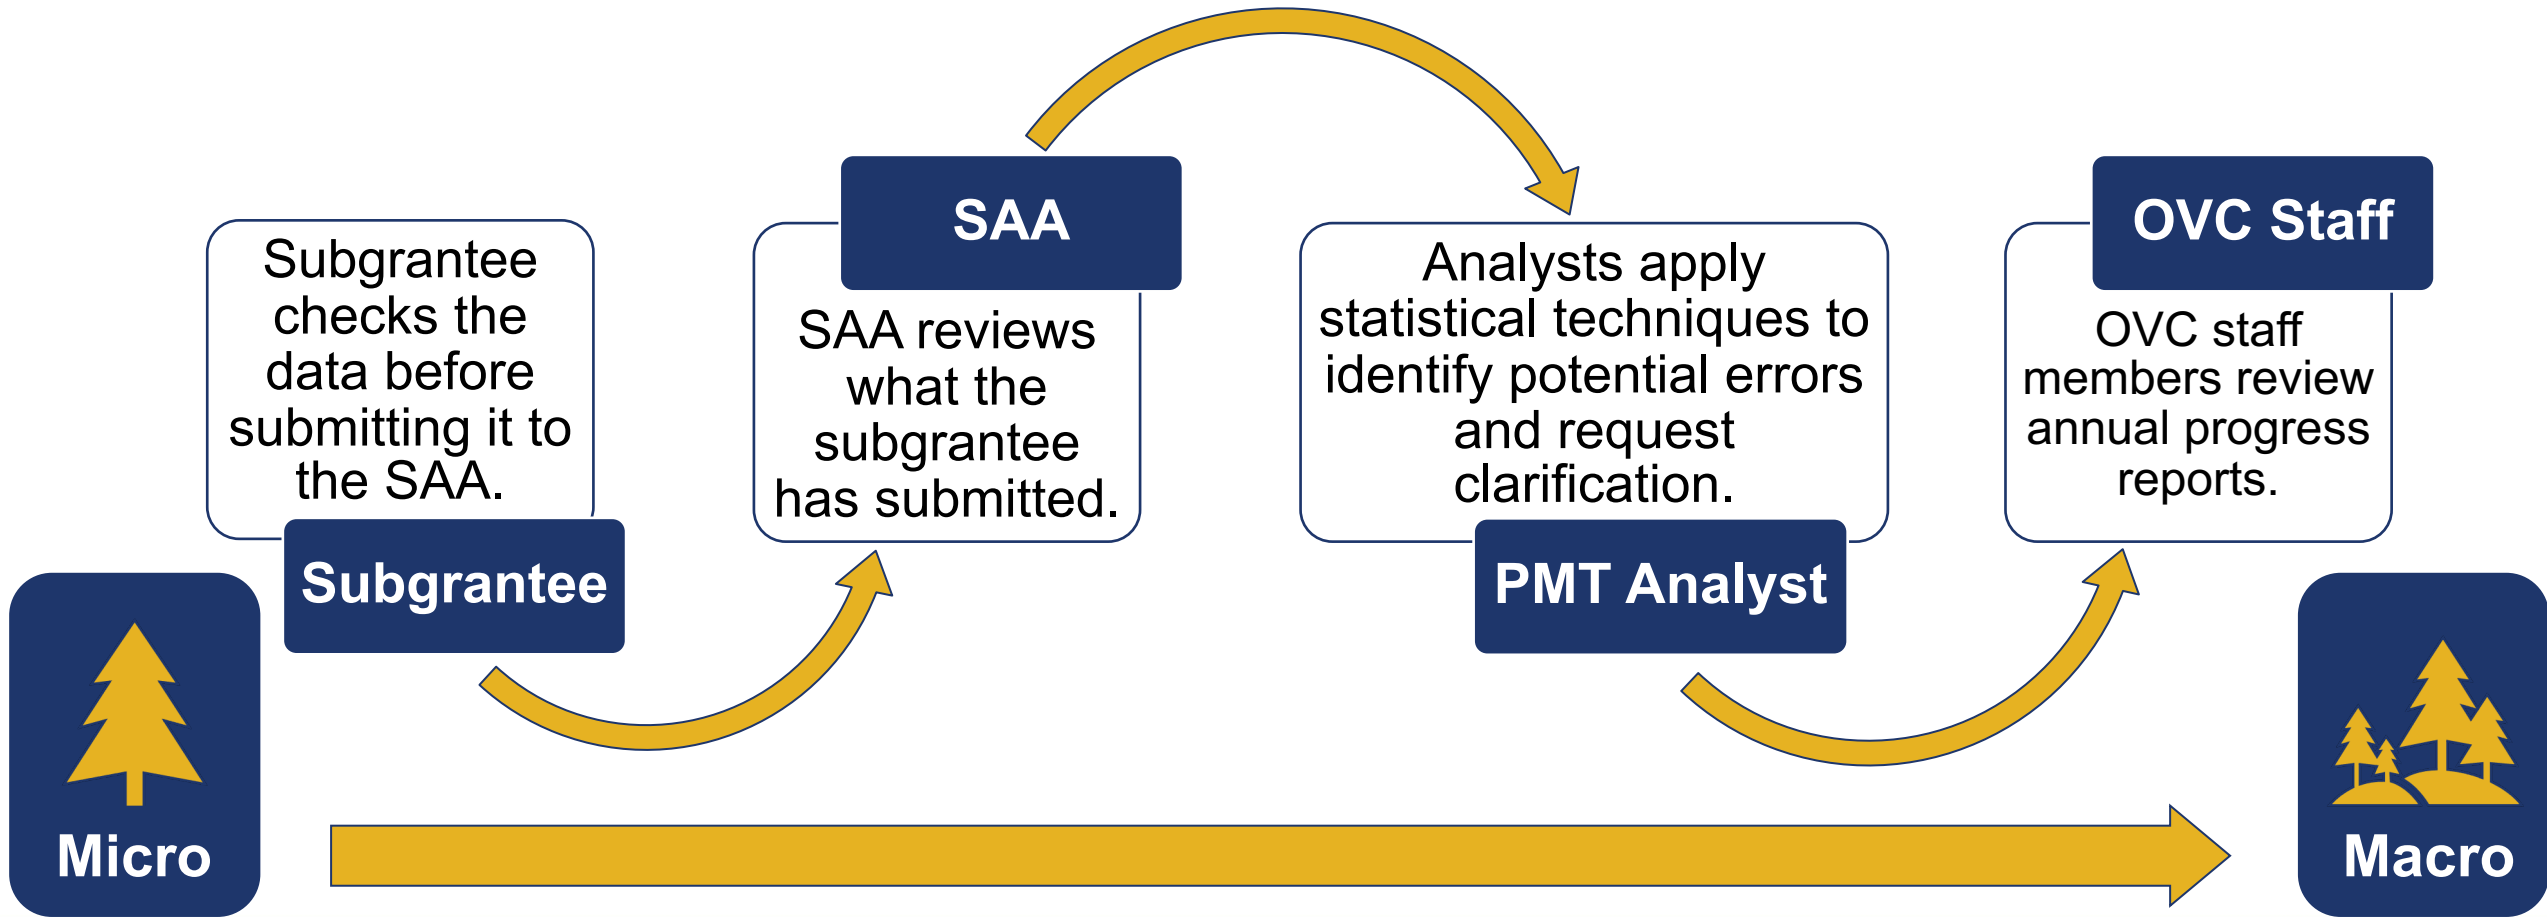 Subgrantee
checks the
data before
submitting it to
the SAA.
Subgrantee
SAA
SAA reviews
what the
subgrantee
has submitted.
Analysts apply
statistical techniques to
identify potential errors
and request
clarification.
PMT Analyst
OVC Staff
OVC staff
members review
annual progress
reports.
Micro
Macro